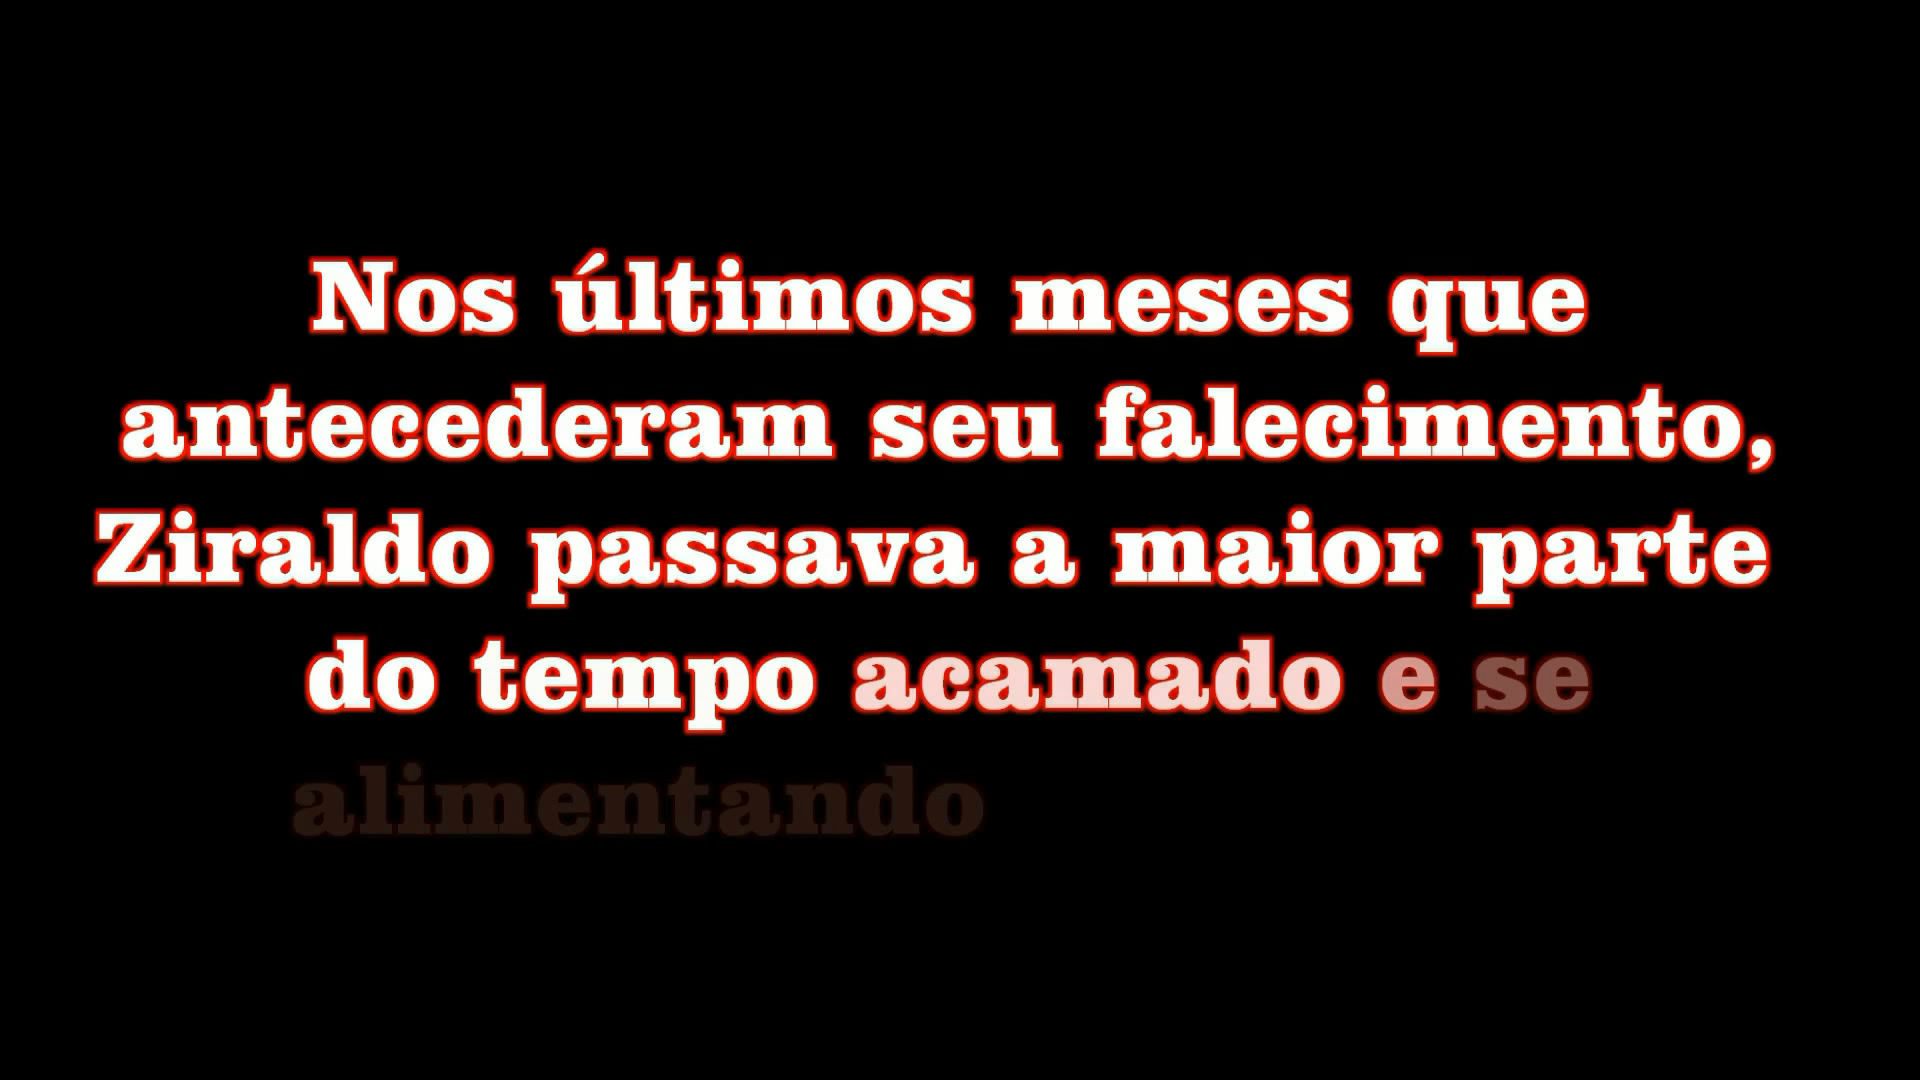 Nos últimos meses que
antecederam seu falecimento,
Ziraldo passava a maior parte
do tempo acamado e se
alimentando